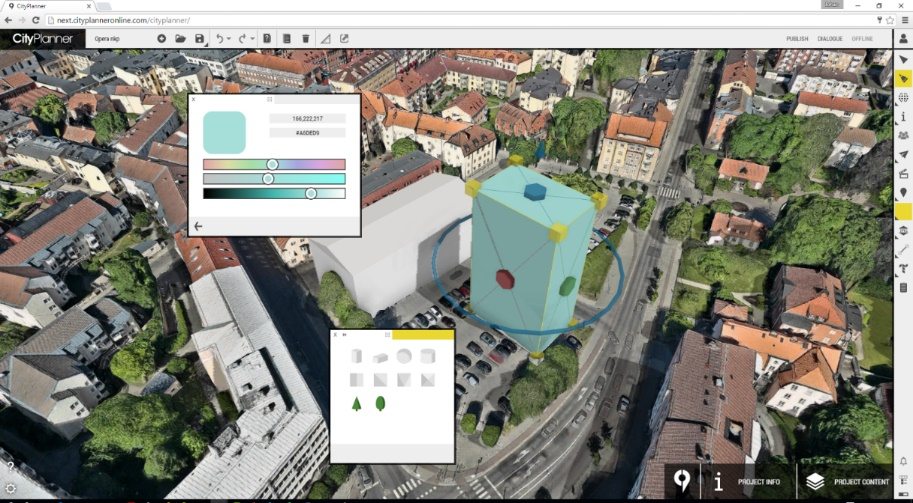 CityPlanner
next.cityplanneronline.com/cityplanner/
CityPlanner
Opera nkp
PUBLISH
DIALOGUE
OFFLINE
166,222,217
#A6DED9
PROJECT INFO
PROJECT CONTENT